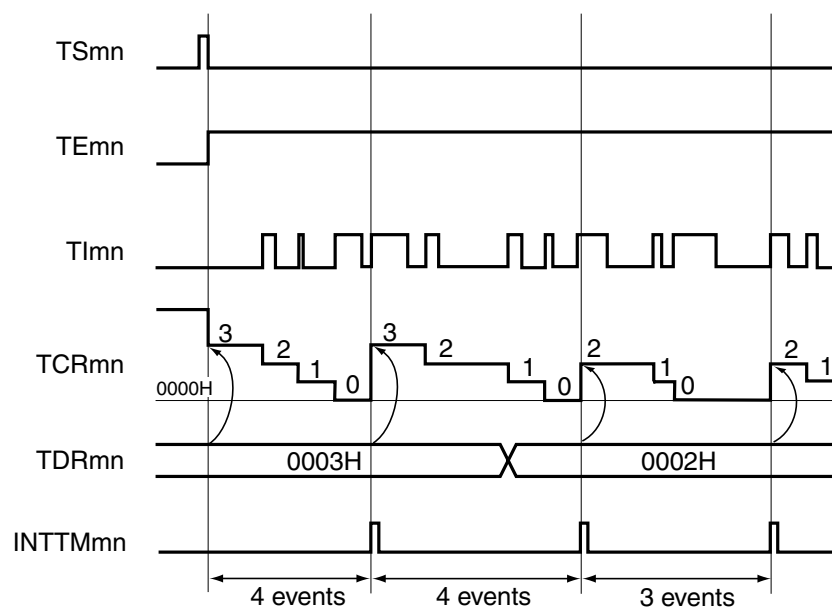 TSmn
TEmn
TImn
TCRmn
3 2 1 0 3 2 1 0 2 1 0 2 1
0000H
TDRmn 0003H 0002H
INTTMmn
4 events 4 events 3 events